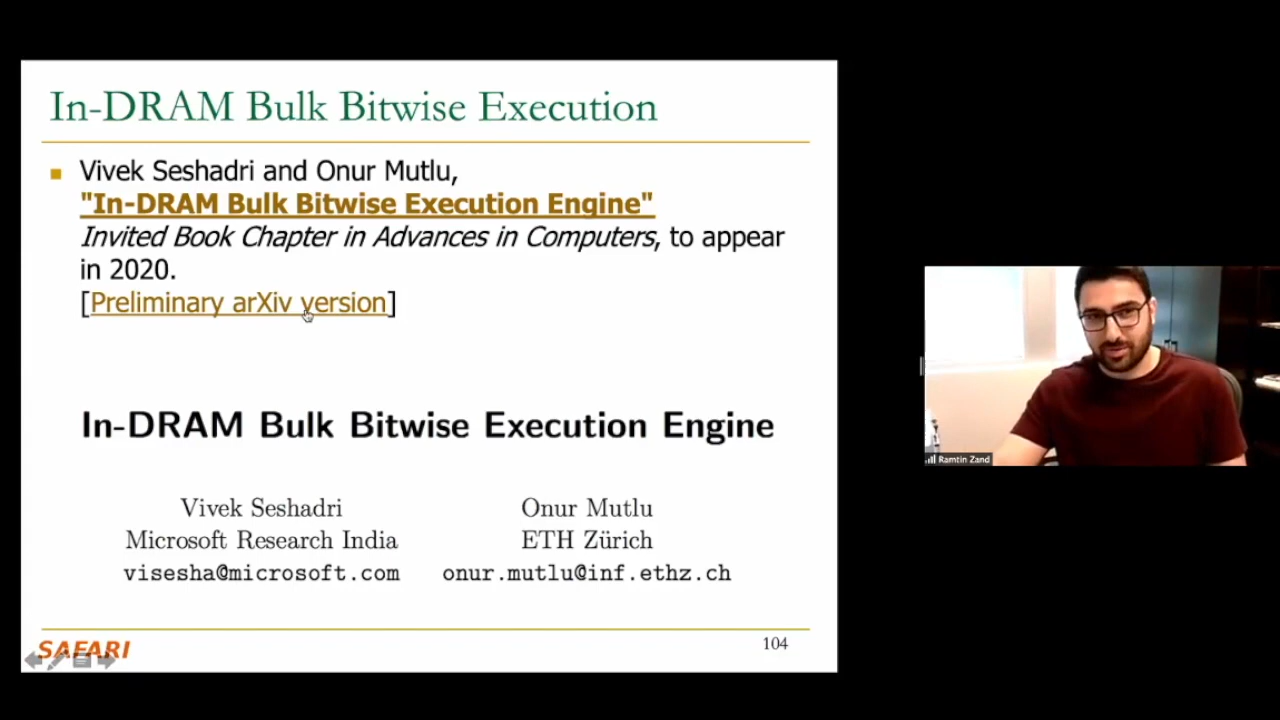 In-DRAM Bulk Bitwise Execution
Vivek Seshadri and Onur Mutlu,
"In-DRAM Bulk Bitwise Execution Engine"
Invited Book Chapter in Advances in Computers, to appear
in 2020.
[Preliminary arXiv version]
In-DRAM Bulk Bitwise Execution Engine
Vivek Seshadri
Microsoft Research India
visesha@microsoft.com
Onur Mutlu
ETH Zürich
onur.mutlu@inf.ethz.ch
SAFARI
104
Ramtin Zand